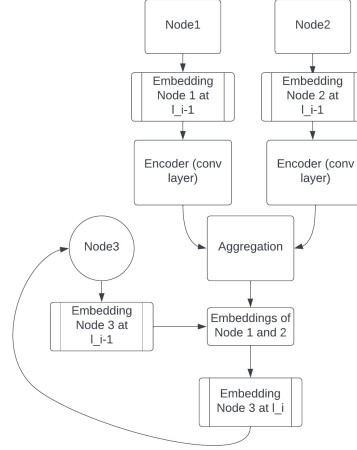 Node1
Node2
Embedding
Node 1 at
l_i-1
Embedding
Node 2 at
l_i-1
Encoder (conv
layer)
Encoder (conv
layer)
Node3
Aggregation
Embedding
Node 3 at
l_i-1
Embeddings of
Node 1 and 2
Embedding
Node 3 at l_i